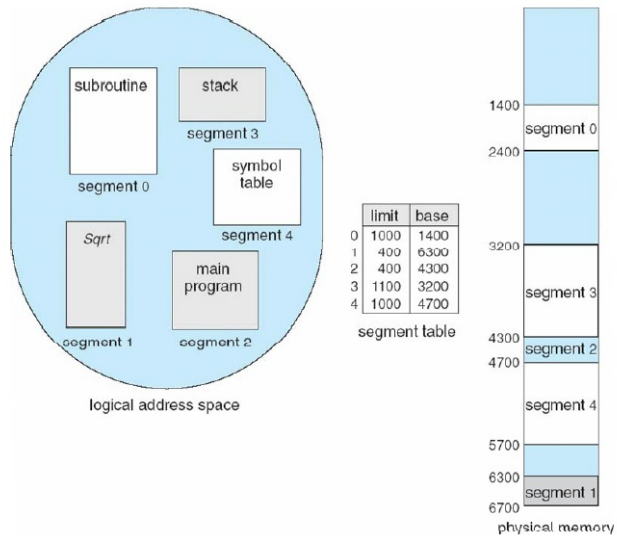 subroutine
segment 0
stack
segment 3
symbol
table
segment 4
Sqrt
segment 1
main
program
segment 2
logical address space
limit base
0 1000 1400
1 400 6300
2 400 4300
3 1100 3200
4 1000 4700
segment table
1400
segment 0
2400
3200
segment 3
4300
segment 2
4700
segment 4
5700
6300
segment 1
6700
physical memory